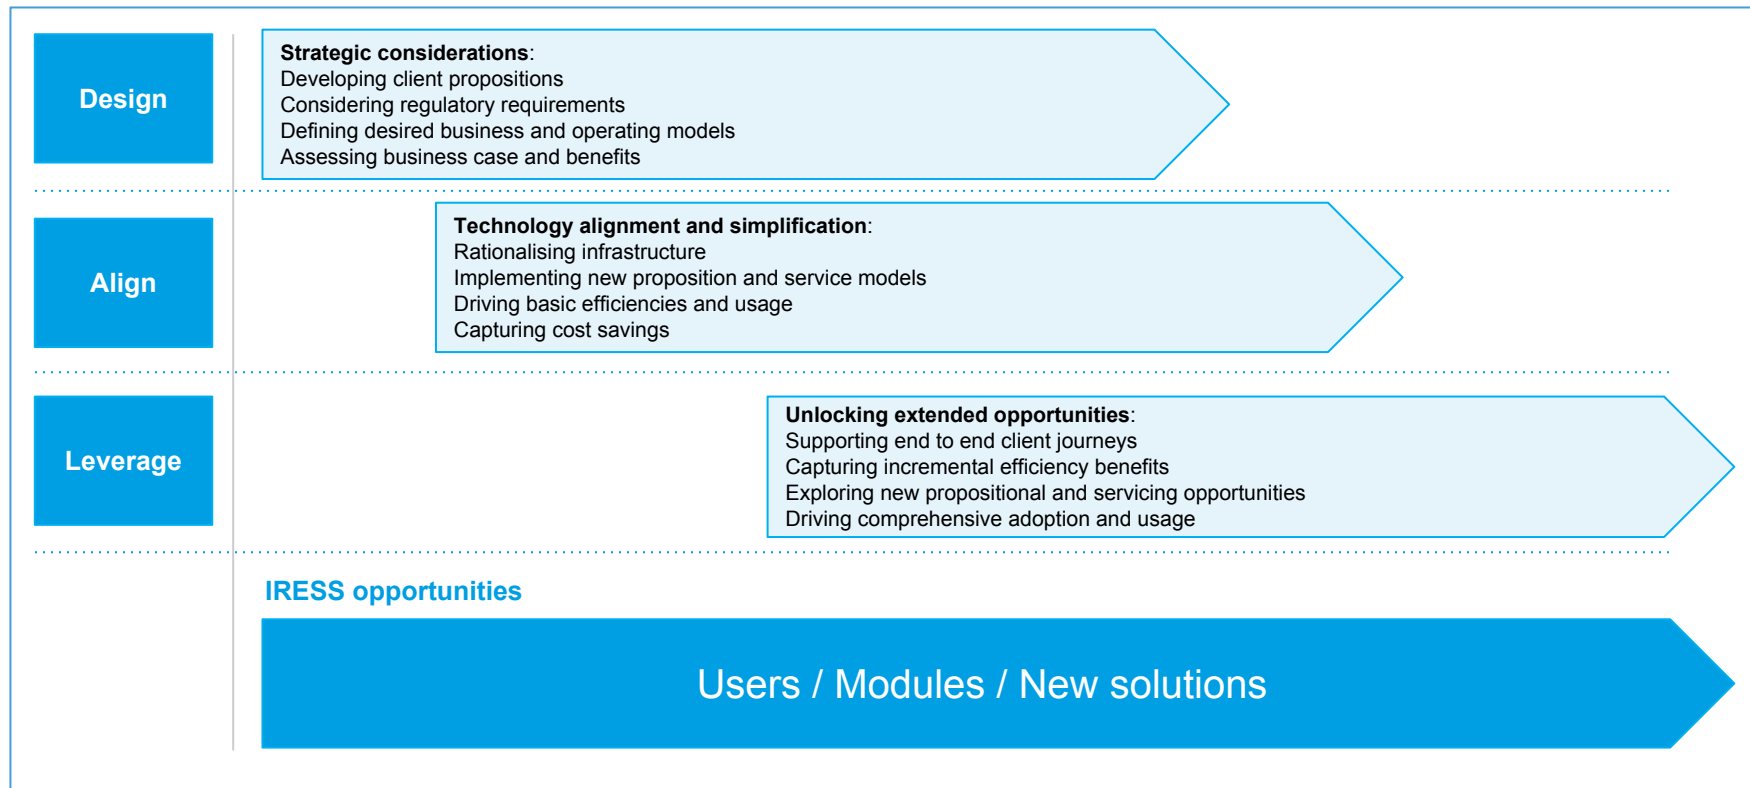 Design
Strategic considerations:
Developing client propositions
Considering regulatory requirements
Defining desired business and operating models
Assessing business case and benefits
Align
Technology alignment and simplification:
Rationalising infrastructure
Implementing new proposition and service models
Driving basic efficiencies and usage
Capturing cost savings
Leverage
Unlocking extended opportunities:
Supporting end to end client journeys
Capturing incremental efficiency benefits
Exploring new propositional and servicing opportunities
Driving comprehensive adoption and usage
IRESS opportunities
Users / Modules / New solutions